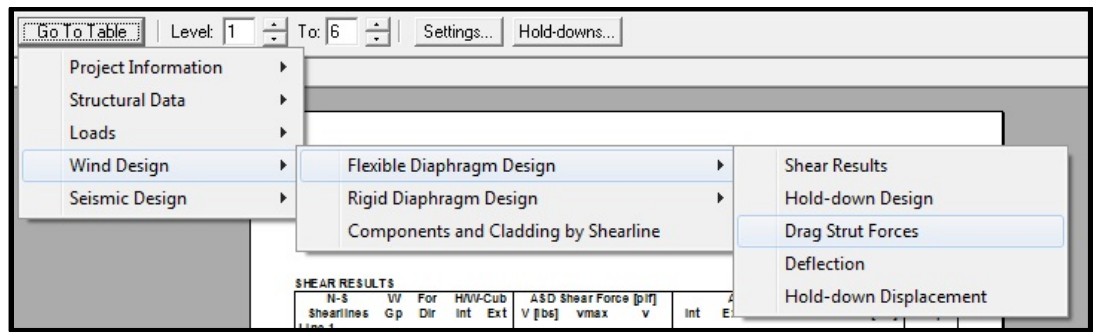 Go To Table Level: 1 To: 6 Settings... Hold-downs...
Project Information
Structural Data
Loads
Wind Design
Seismic Design
Flexible Diaphragm Design
Rigid Diaphragm Design
Components and Cladding by Shearline
Shear Results
Hold-down Design
Drag Strut Forces
Deflection
Hold-down Displacement
SHEAR RESULTS
N-S W For H/W-Cub ASD Shear Force [plf]
Shearlines Gp Dir Int Ext V [lbs] vmax v Int
Line 1